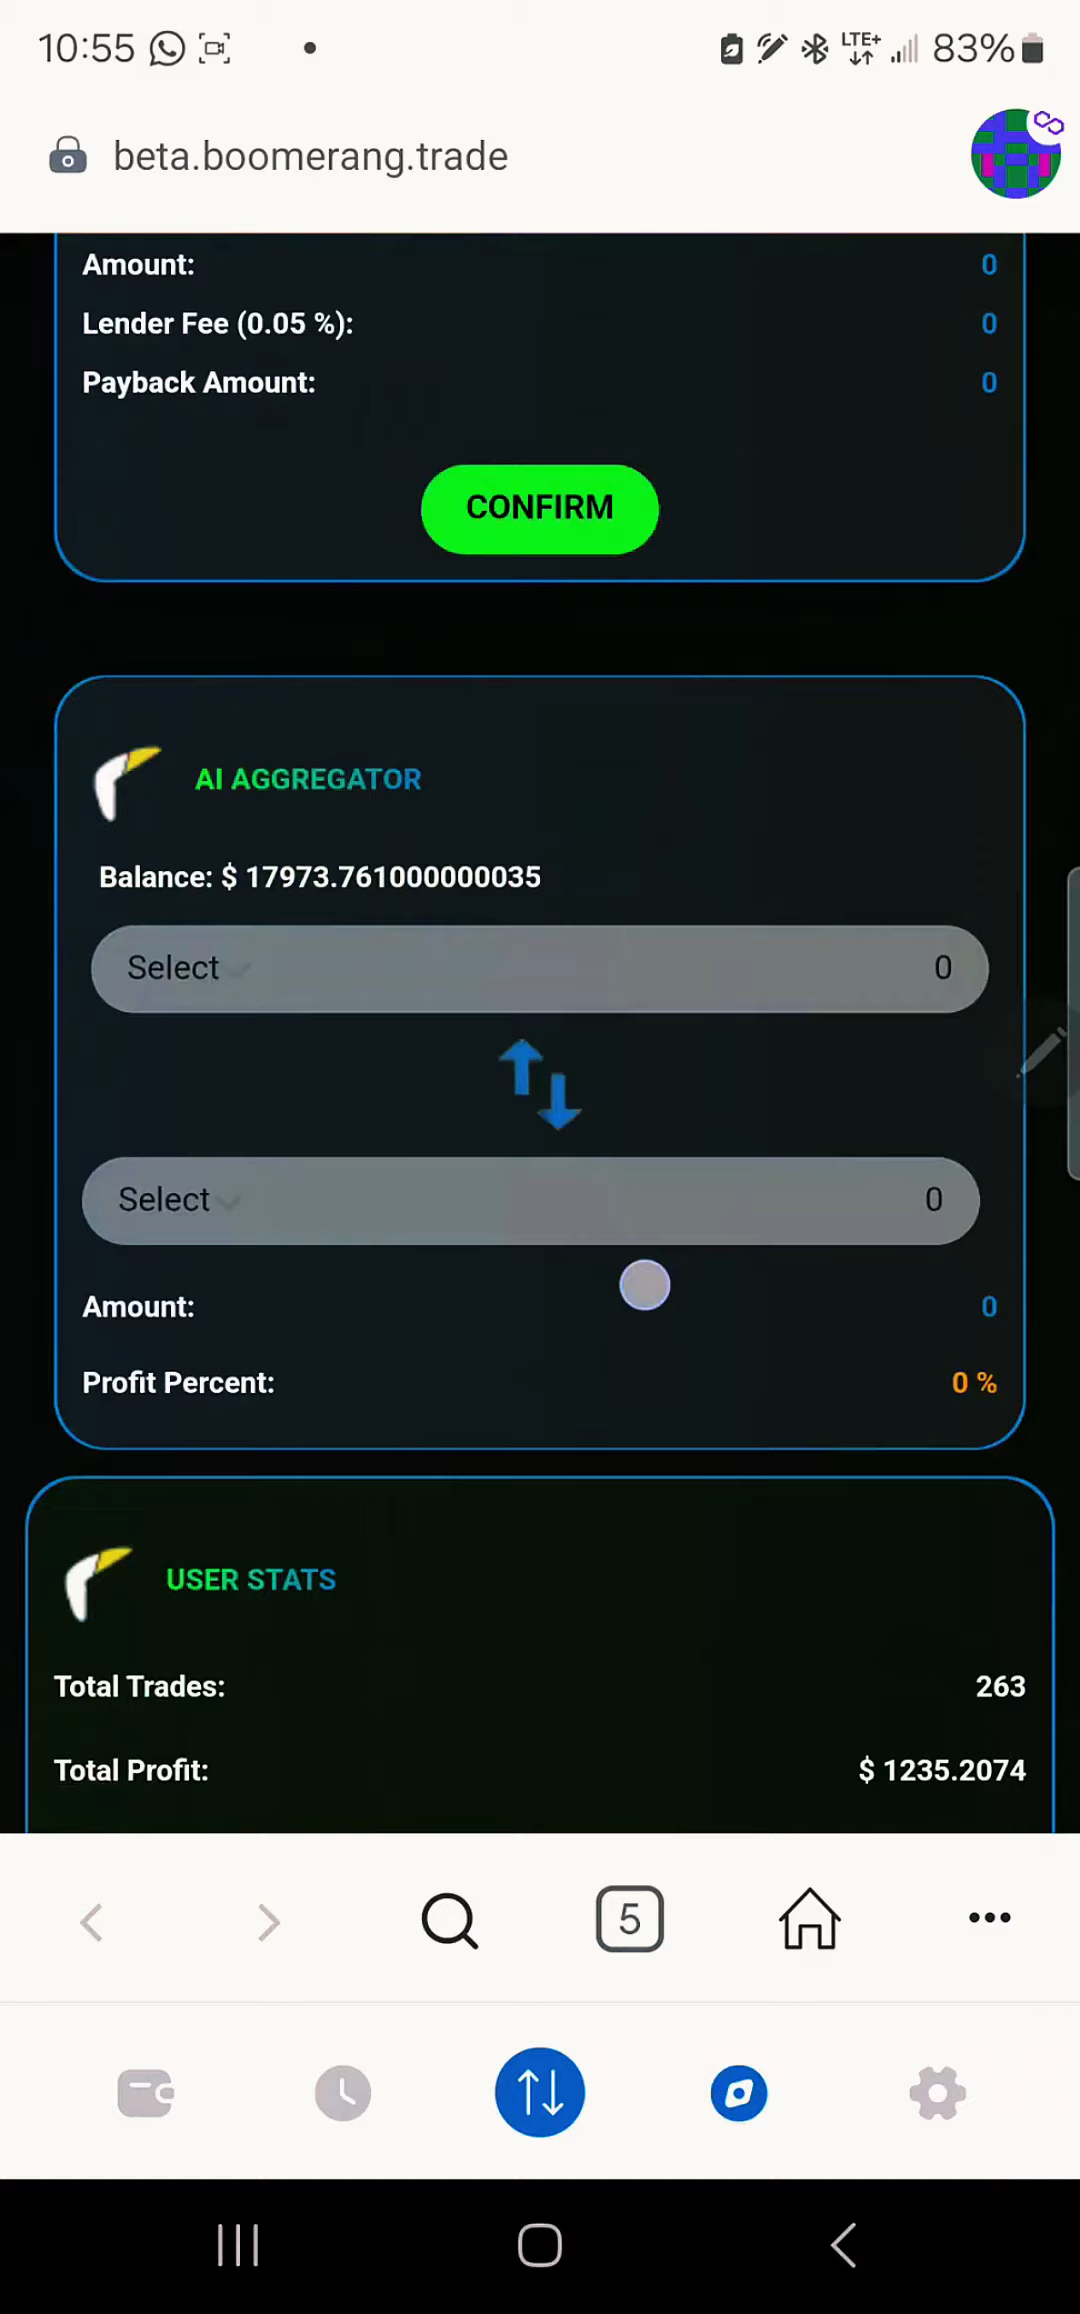 10:55
LTE+
83%
beta.boomerang.trade
Amount: 0
Lender Fee (0.05 %): 0
Payback Amount: 0
CONFIRM
AI AGGREGATOR
Balance: $ 17973.761000000035
Select 0
Select 0
Amount: 0
Profit Percent: 0 %
USER STATS
Total Trades: 263
Total Profit: $ 1235.2074
5